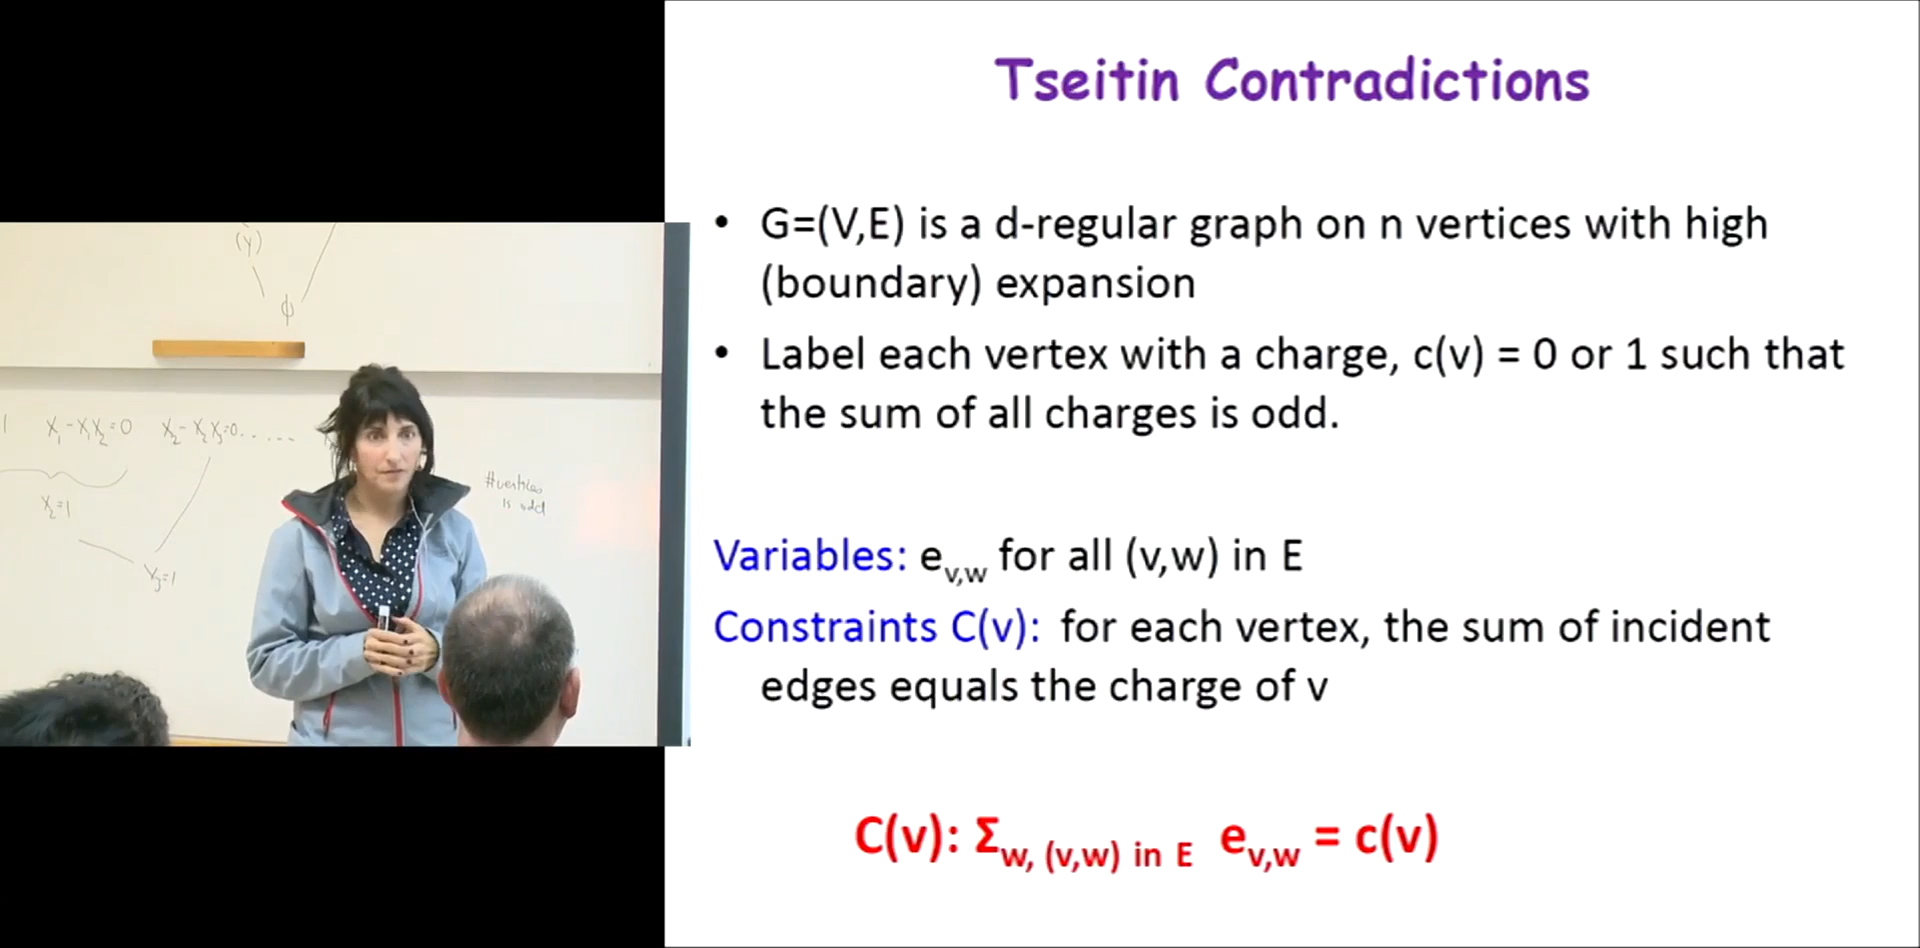 Tseitin Contradictions
• G=(V,E) is a d-regular graph on n vertices with high
(boundary) expansion
• Label each vertex with a charge, c(v) = 0 or 1 such that
the sum of all charges is odd.
Variables: e_{v,w} for all (v,w) in E
Constraints C(v): for each vertex, the sum of incident
edges equals the charge of v
C(v): Σ_{w, (v,w) in E} e_{v,w} = c(v)
(y)
ϕ
1 X₁-X₁X₂=0 X₂-X₂X₃=0.....
#vertices
is odd
X₂=1
X₃=1